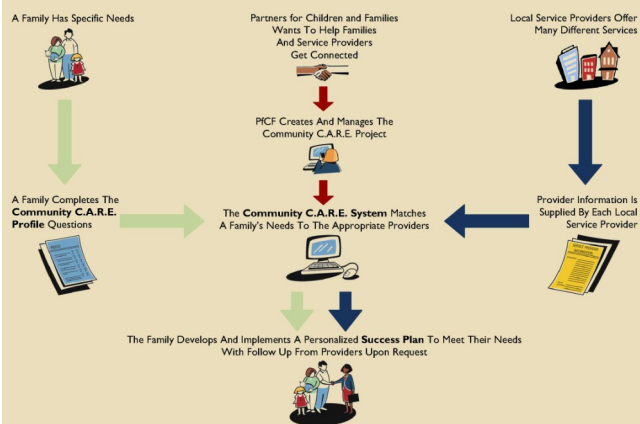 A Family Has Specific Needs
Partners for Children and Families
Wants To Help Families
And Service Providers
Get Connected
Local Service Providers Offer
Many Different Services
PfCF Creates And Manages The
Community C.A.R.E. Project
A Family Completes The
Community C.A.R.E.
Profile Questions
The Community C.A.R.E. System Matches
A Family's Needs To The Appropriate Providers
Provider Information Is
Supplied By Each Local
Service Provider
The Family Develops And Implements A Personalized Success Plan To Meet Their Needs
With Follow Up From Providers Upon Request